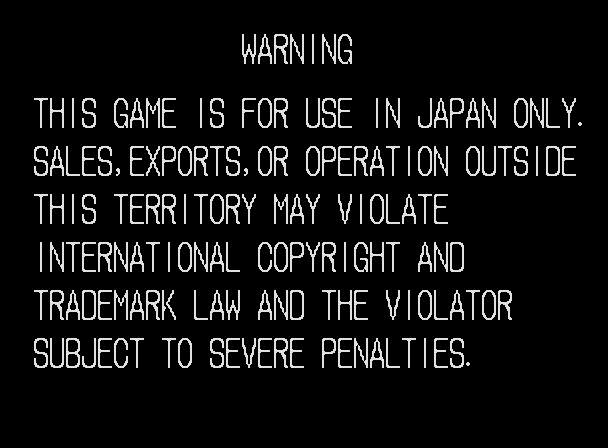 WARNING
THIS GAME IS FOR USE IN JAPAN ONLY.
SALES,EXPORTS,OR OPERATION OUTSIDE
THIS TERRITORY MAY VIOLATE
INTERNATIONAL COPYRIGHT AND
TRADEMARK LAW AND THE VIOLATOR
SUBJECT TO SEVERE PENALTIES.